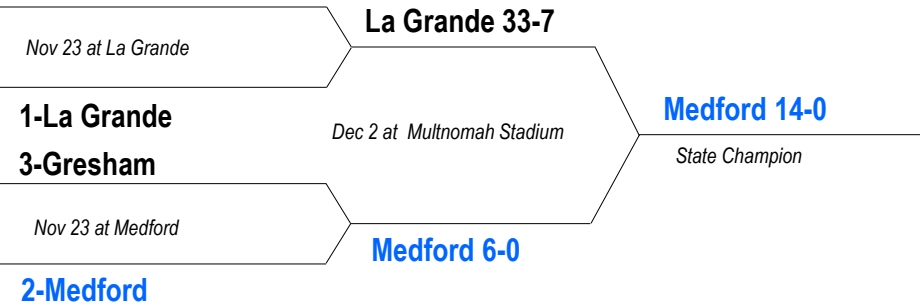 La Grande 33-7
Nov 23 at La Grande
1-La Grande
Medford 14-0
Dec 2 at Multnomah Stadium
State Champion
3-Gresham
Nov 23 at Medford
Medford 6-0
2-Medford